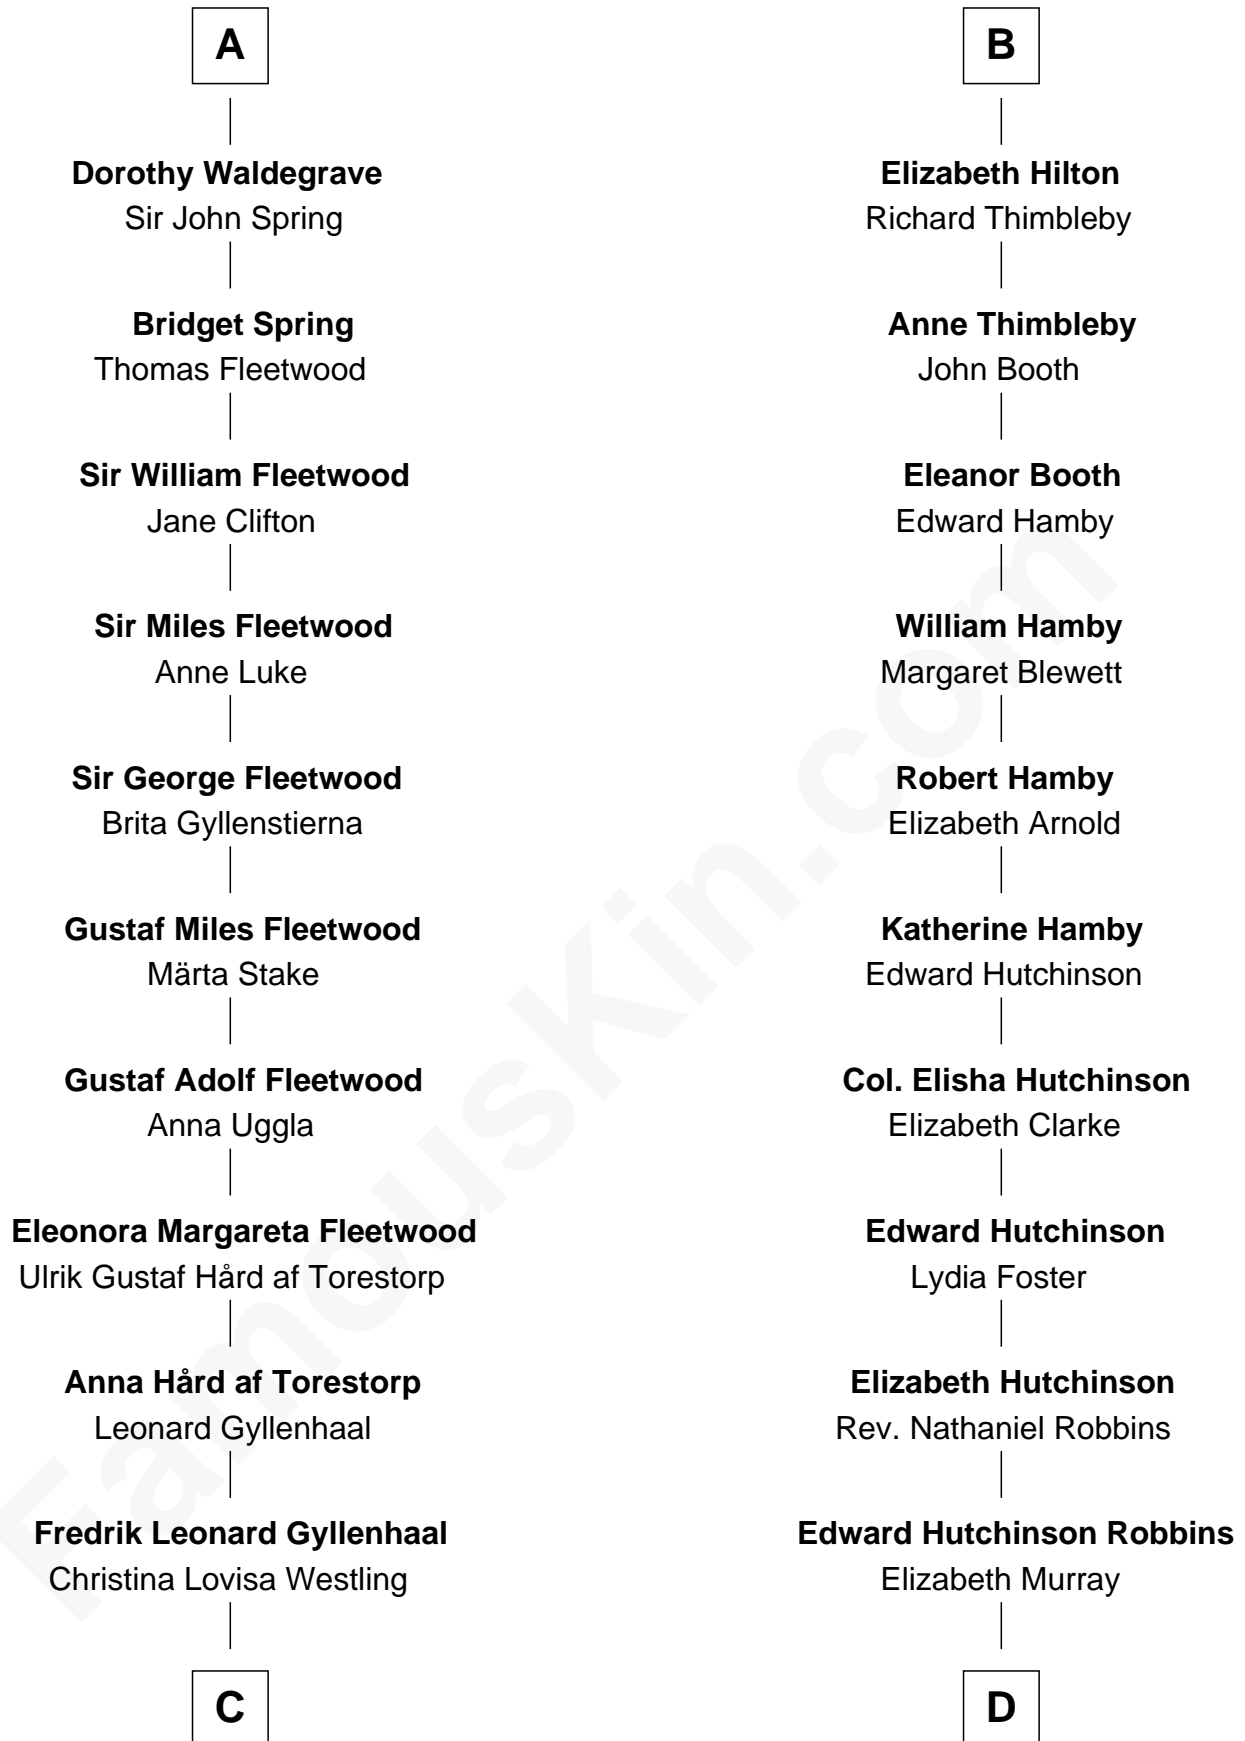 A
Dorothy Waldegrave
Sir John Spring
Bridget Spring
Thomas Fleetwood
Sir William Fleetwood
Jane Clifton
Sir Miles Fleetwood
Anne Luke
Sir George Fleetwood
Brita Gyllenstierna
Gustaf Miles Fleetwood
Märta Stake
Gustaf Adolf Fleetwood
Anna Uggla
Eleonora Margareta Fleetwood
Ulrik Gustaf Hård af Torestorp
Anna Hård af Torestorp
Leonard Gyllenhaal
Fredrik Leonard Gyllenhaal
Christina Lovisa Westling
C
B
Elizabeth Hilton
Richard Thimbleby
Anne Thimbleby
John Booth
Eleanor Booth
Edward Hamby
William Hamby
Margaret Blewett
Robert Hamby
Elizabeth Arnold
Katherine Hamby
Edward Hutchinson
Col. Elisha Hutchinson
Elizabeth Clarke
Edward Hutchinson
Lydia Foster
Elizabeth Hutchinson
Rev. Nathaniel Robbins
Edward Hutchinson Robbins
Elizabeth Murray
D
FamousKin.com